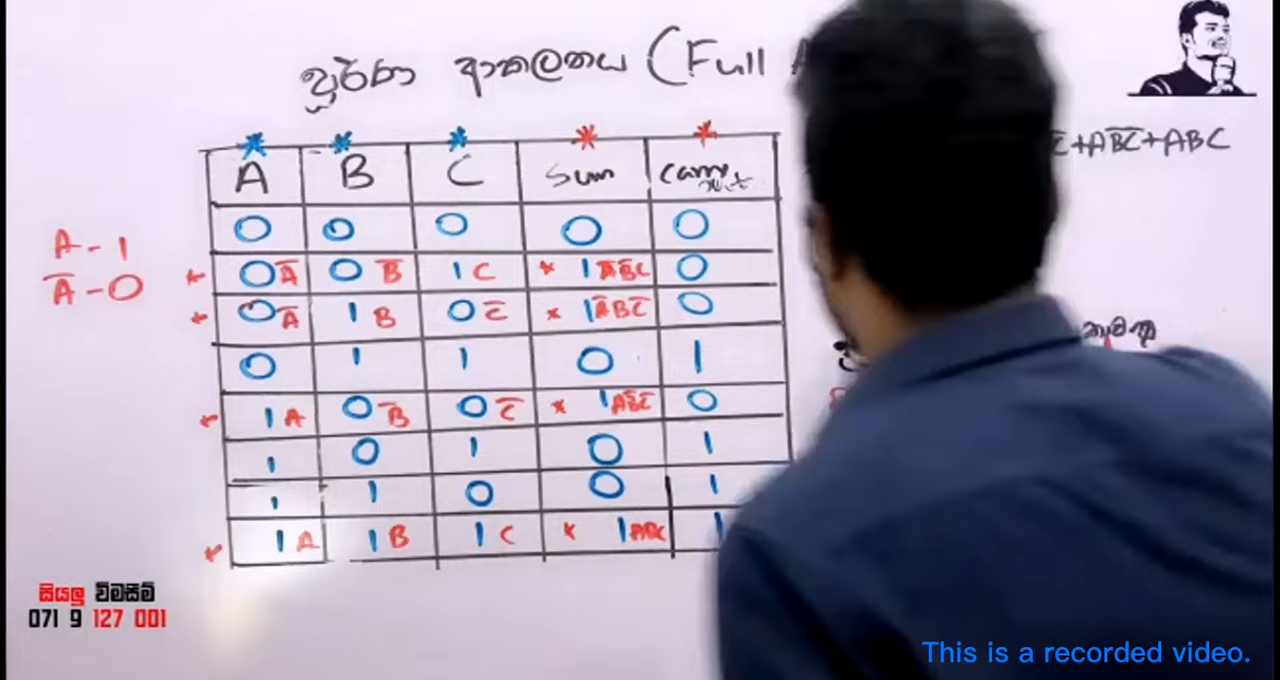 පූර්ණ ආකලනය (Full
+AB̅C̅+ABC
A B C Sum Carry out
0 0 0 0 0
* 0 A̅ 0 B̅ 1 C * 1 A̅B̅C 0
* 0 A̅ 1 B 0 C̅ * 1 A̅BC̅ 0
0 1 1 0 1
* 1 A 0 B̅ 0 C̅ * 1 AB̅C̅ 0
1 0 1 0 1
1 1 0 0 1
* 1 A 1 B 1 C * 1 ABC 1
A - 1
A̅ - 0
සියලු විමසීම්
071 9 127 001
This is a recorded video.